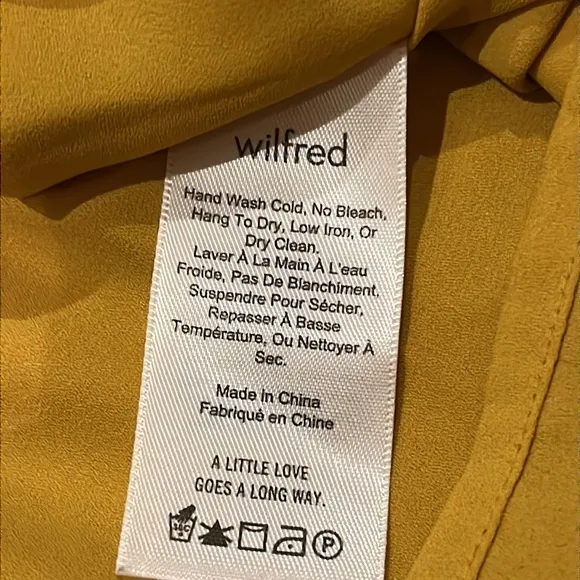 wilfred
Hand Wash Cold, No Bleach,
Hang To Dry, Low Iron, Or
Dry Clean.
Laver À La Main À L'eau
Froide, Pas De Blanchiment,
Suspendre Pour Sécher,
Repasser À Basse
Température, Ou Nettoyer À
Sec.
Made in China
Fabriqué en Chine
A LITTLE LOVE
GOES A LONG WAY.
P